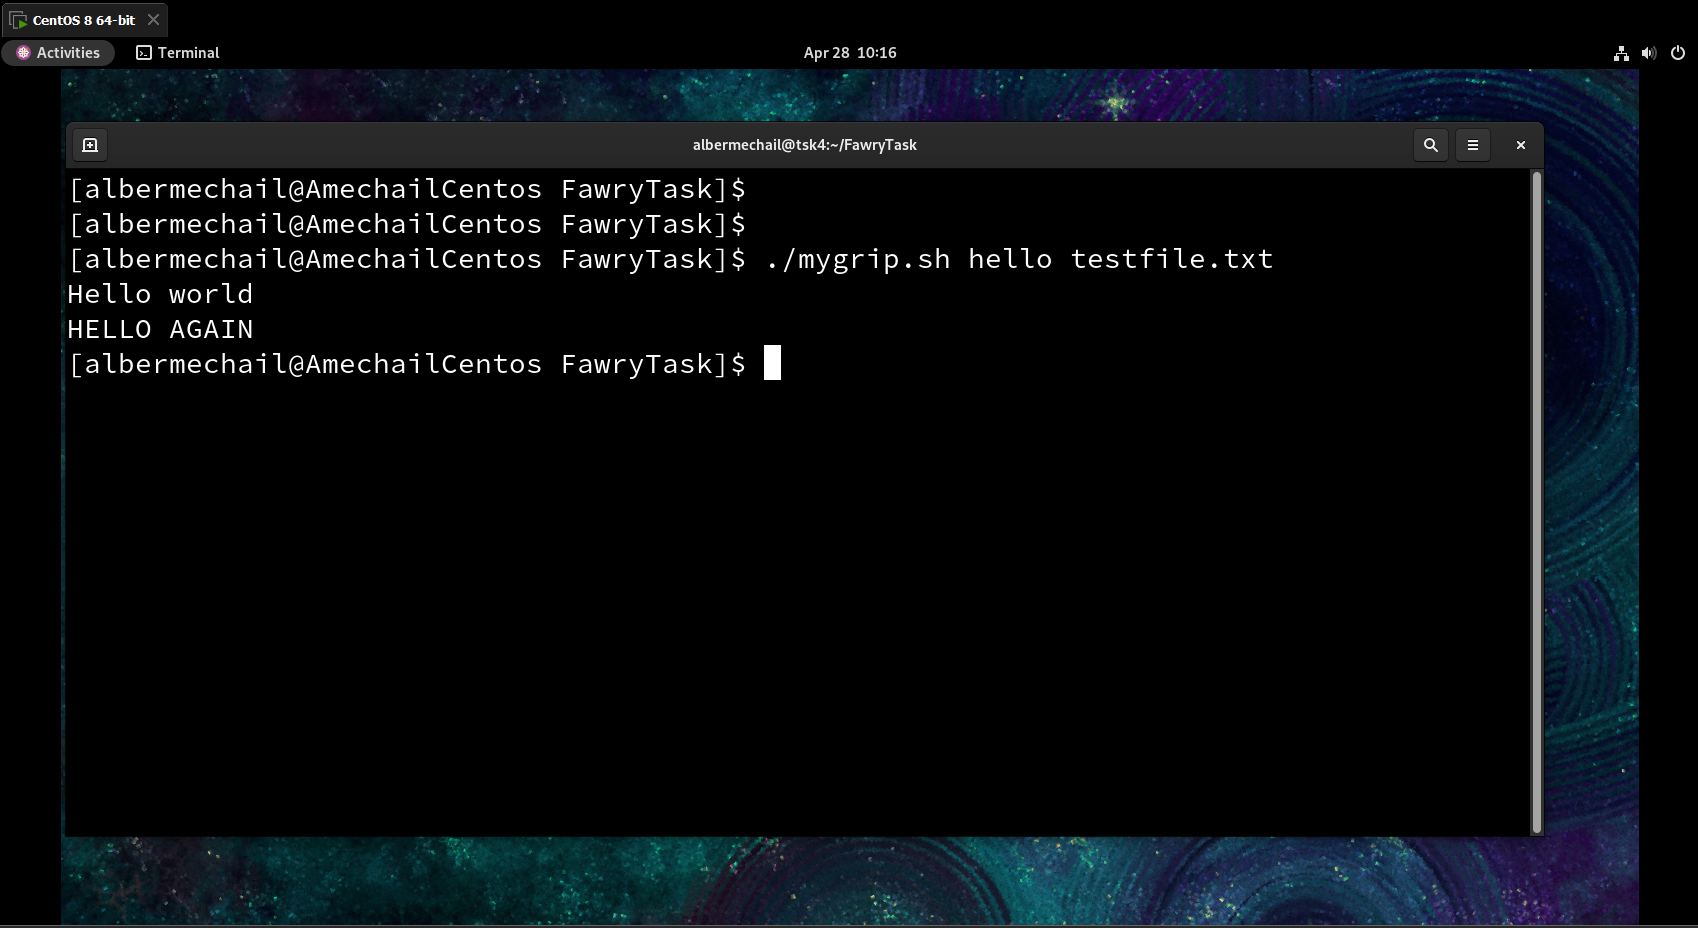 CentOS 8 64-bit
Activities Terminal Apr 28 10:16
albermechail@tsk4:~/FawryTask
[albermechail@AmechailCentos FawryTask]$
[albermechail@AmechailCentos FawryTask]$
[albermechail@AmechailCentos FawryTask]$ ./mygrip.sh hello testfile.txt
Hello world
HELLO AGAIN
[albermechail@AmechailCentos FawryTask]$